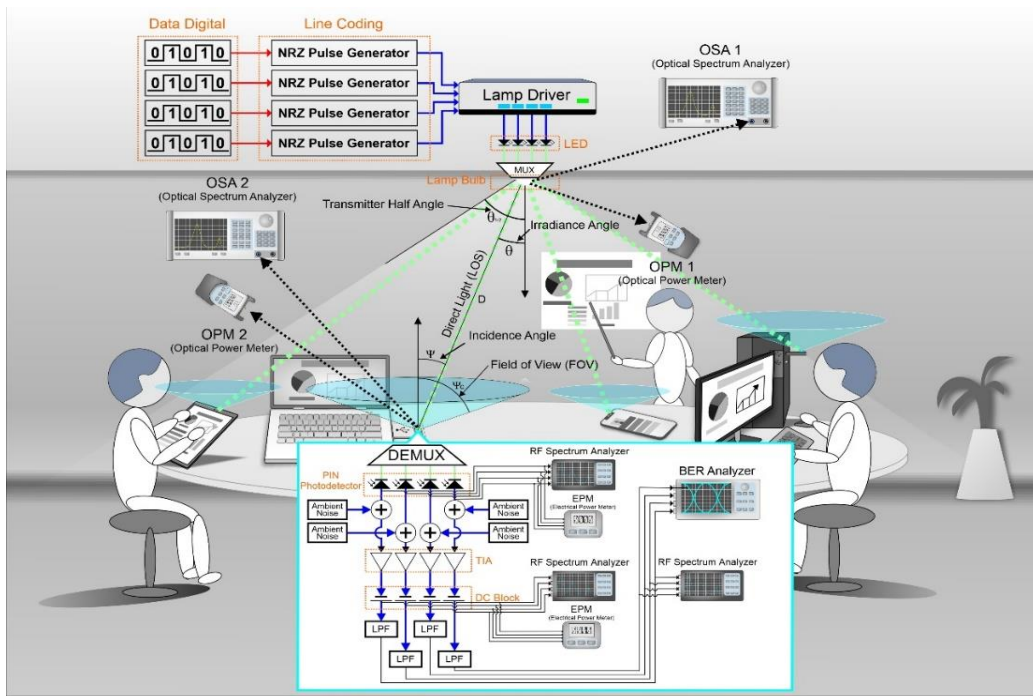 Data Digital
Line Coding
0 1 0 1 0
NRZ Pulse Generator
0 1 0 1 0
NRZ Pulse Generator
0 1 0 1 0
NRZ Pulse Generator
0 1 0 1 0
NRZ Pulse Generator
Lamp Driver
LED
MUX
Lamp Bulb
OSA 1
(Optical Spectrum Analyzer)
OSA 2
(Optical Spectrum Analyzer)
Transmitter Half Angle
θ
Irradiance Angle
θ
OPM 1
(Optical Power Meter)
OPM 2
(Optical Power Meter)
Direct Light (LOS)
D
Incidence Angle
Ψ
Field of View (FOV)
Ψc
DEMUX
PIN
Photodetector
Ambient
Noise
Ambient
Noise
Ambient
Noise
Ambient
Noise
TIA
DC Block
LPF
LPF
LPF
LPF
RF Spectrum Analyzer
EPM
(Electrical Power Meter)
RF Spectrum Analyzer
EPM
(Electrical Power Meter)
BER Analyzer
RF Spectrum Analyzer